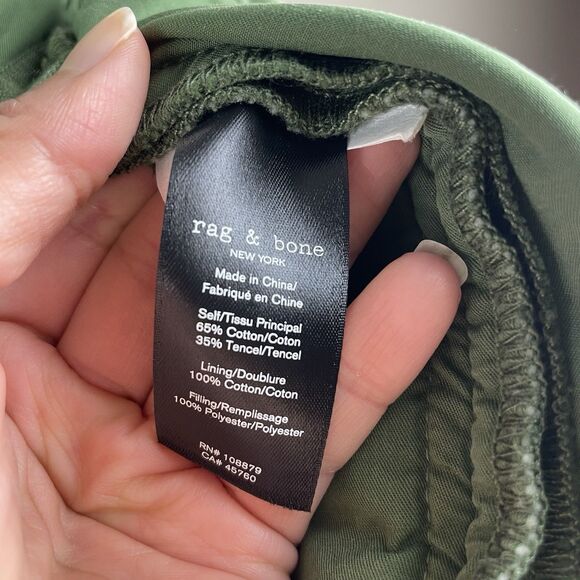 rag & bone
NEW YORK
Made in China/
Fabriqué en Chine
Self/Tissu Principal
65% Cotton/Coton
35% Tencel/Tencel
Lining/Doublure
100% Cotton/Coton
Filling/Remplissage
100% Polyester/Polyester
RN# 108879
CA# 45760